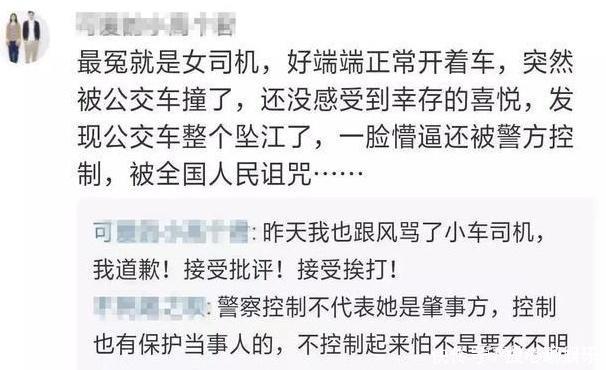 最冤就是女司机，好端端正常开着车，突然
被公交车撞了，还没感受到幸存的喜悦，发
现公交车整个坠江了，一脸懵逼还被警方控
制，被全国人民诅咒……
: 昨天我也跟风骂了小车司机，
我道歉！接受批评！接受挨打！
: 警察控制不代表她是肇事方，控制
也有保护当事人的，不控制起来怕不是要不不明